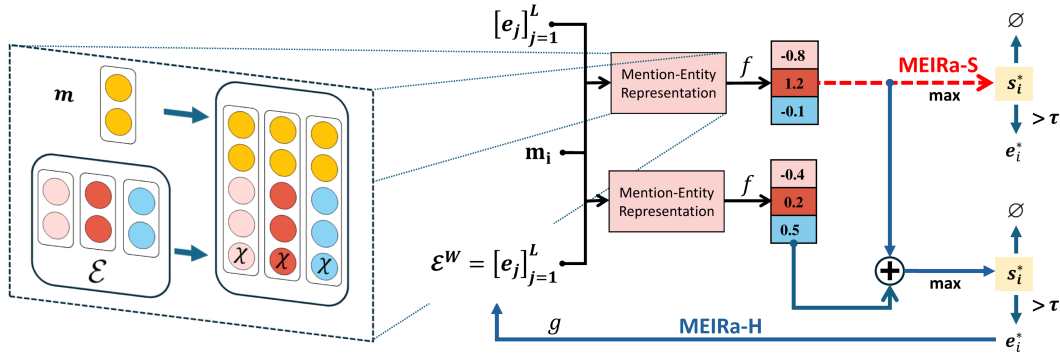 m
ℰ
χ χ χ
[e_j]_{j=1}^{L}
m_i
ℰ^W = [e_j]_{j=1}^{L}
Mention-Entity
Representation
f
-0.8
1.2
-0.1
MEIRa-S
max
∅
s_i^*
> τ
e_i^*
Mention-Entity
Representation
f
-0.4
0.2
0.5
+
max
∅
s_i^*
> τ
e_i^*
g
MEIRa-H